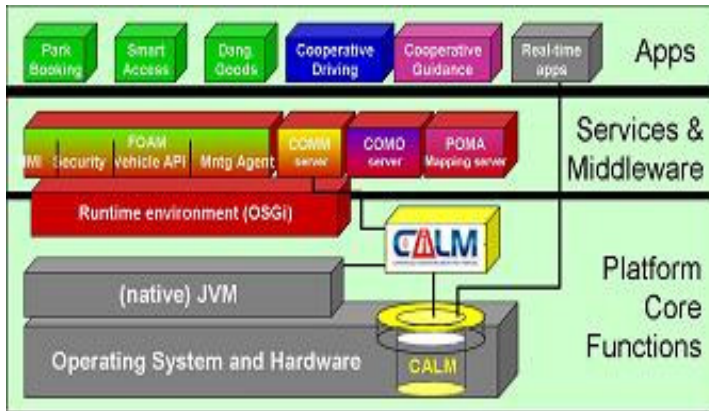 Park
Booking
Smart
Access
Dang.
Goods
Cooperative
Driving
Cooperative
Guidance
Real-time
apps
Apps
FOAM
HMI Security Vehicle API Mntg Agent
COMM
server
COMO
server
POMA
Mapping server
Services &
Middleware
Runtime environment (OSGi)
CALM
(native) JVM
Platform
Core
Functions
Operating System and Hardware
CALM